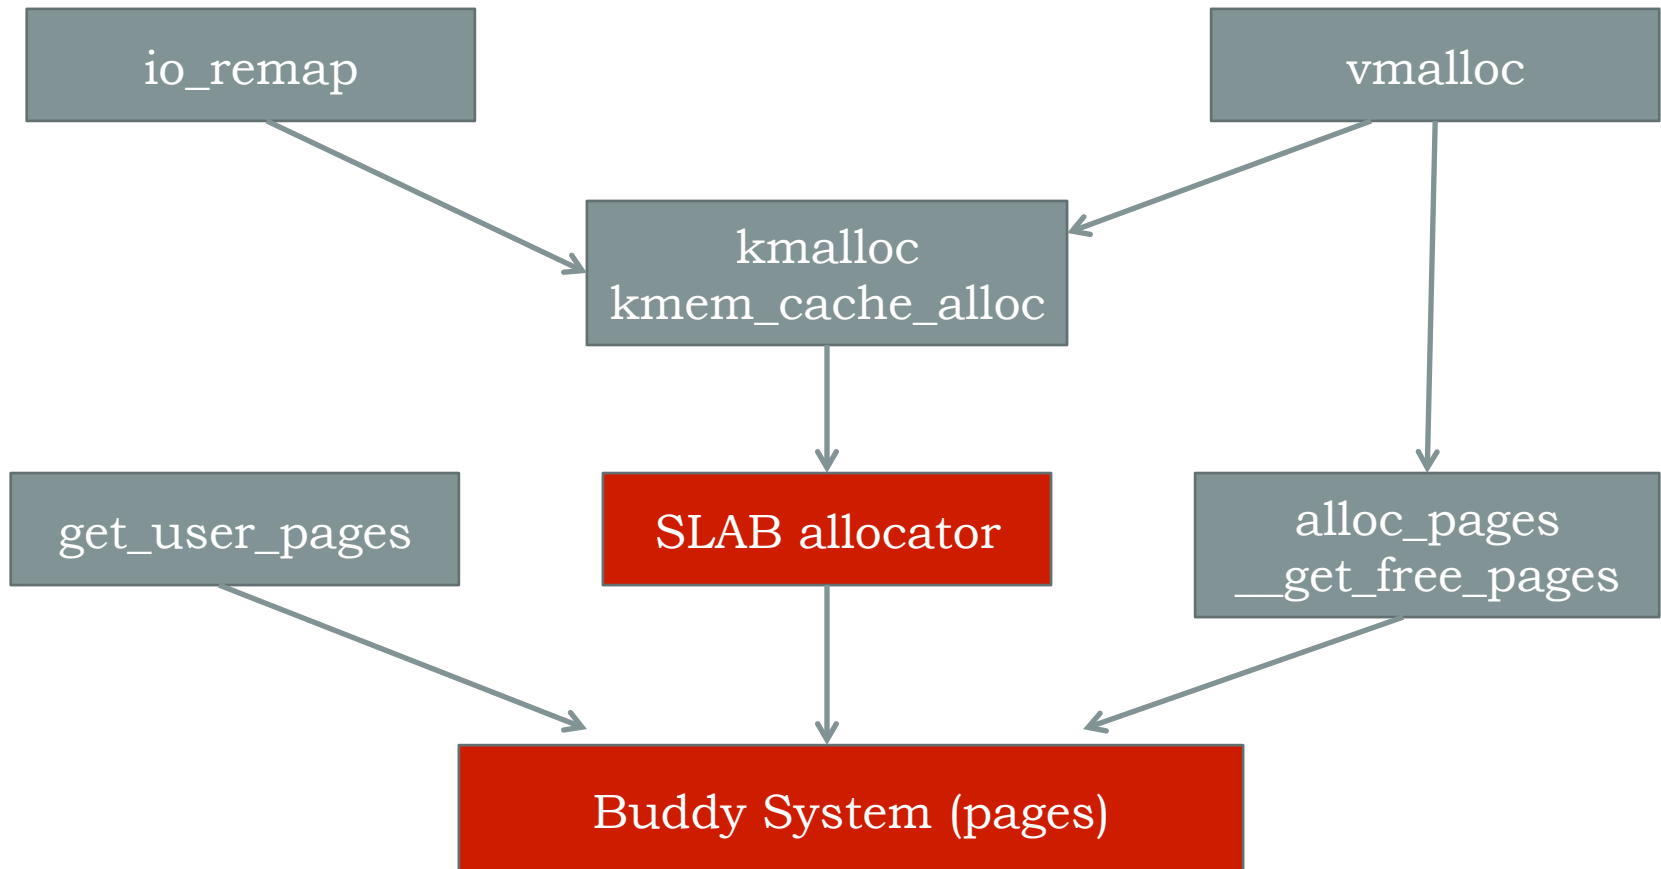 io_remap
vmalloc
kmalloc
kmem_cache_alloc
get_user_pages
SLAB allocator
alloc_pages
__get_free_pages
Buddy System (pages)